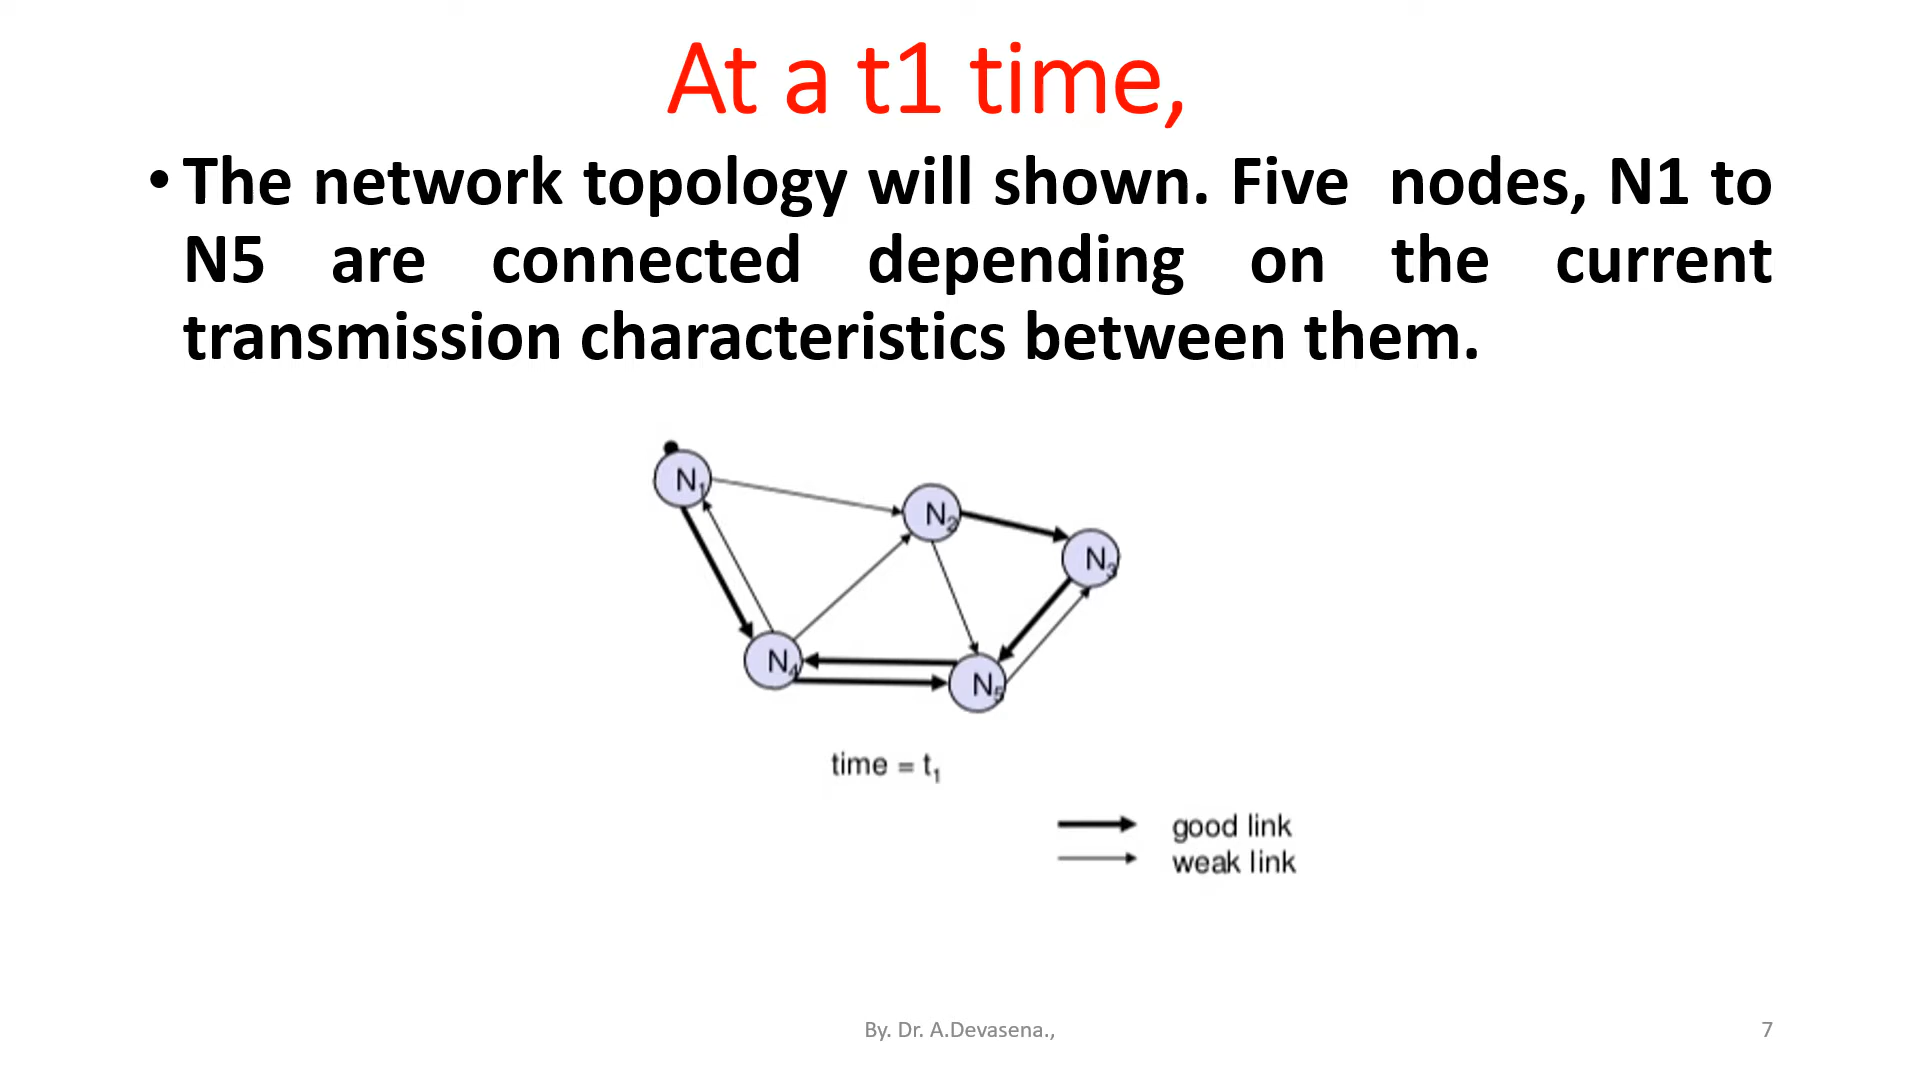 At a t1 time,
• The network topology will shown. Five nodes, N1 to
N5 are connected depending on the current
transmission characteristics between them.
N1
N2
N3
N4
N5
time = t1
good link
weak link
By. Dr. A.Devasena.,
7